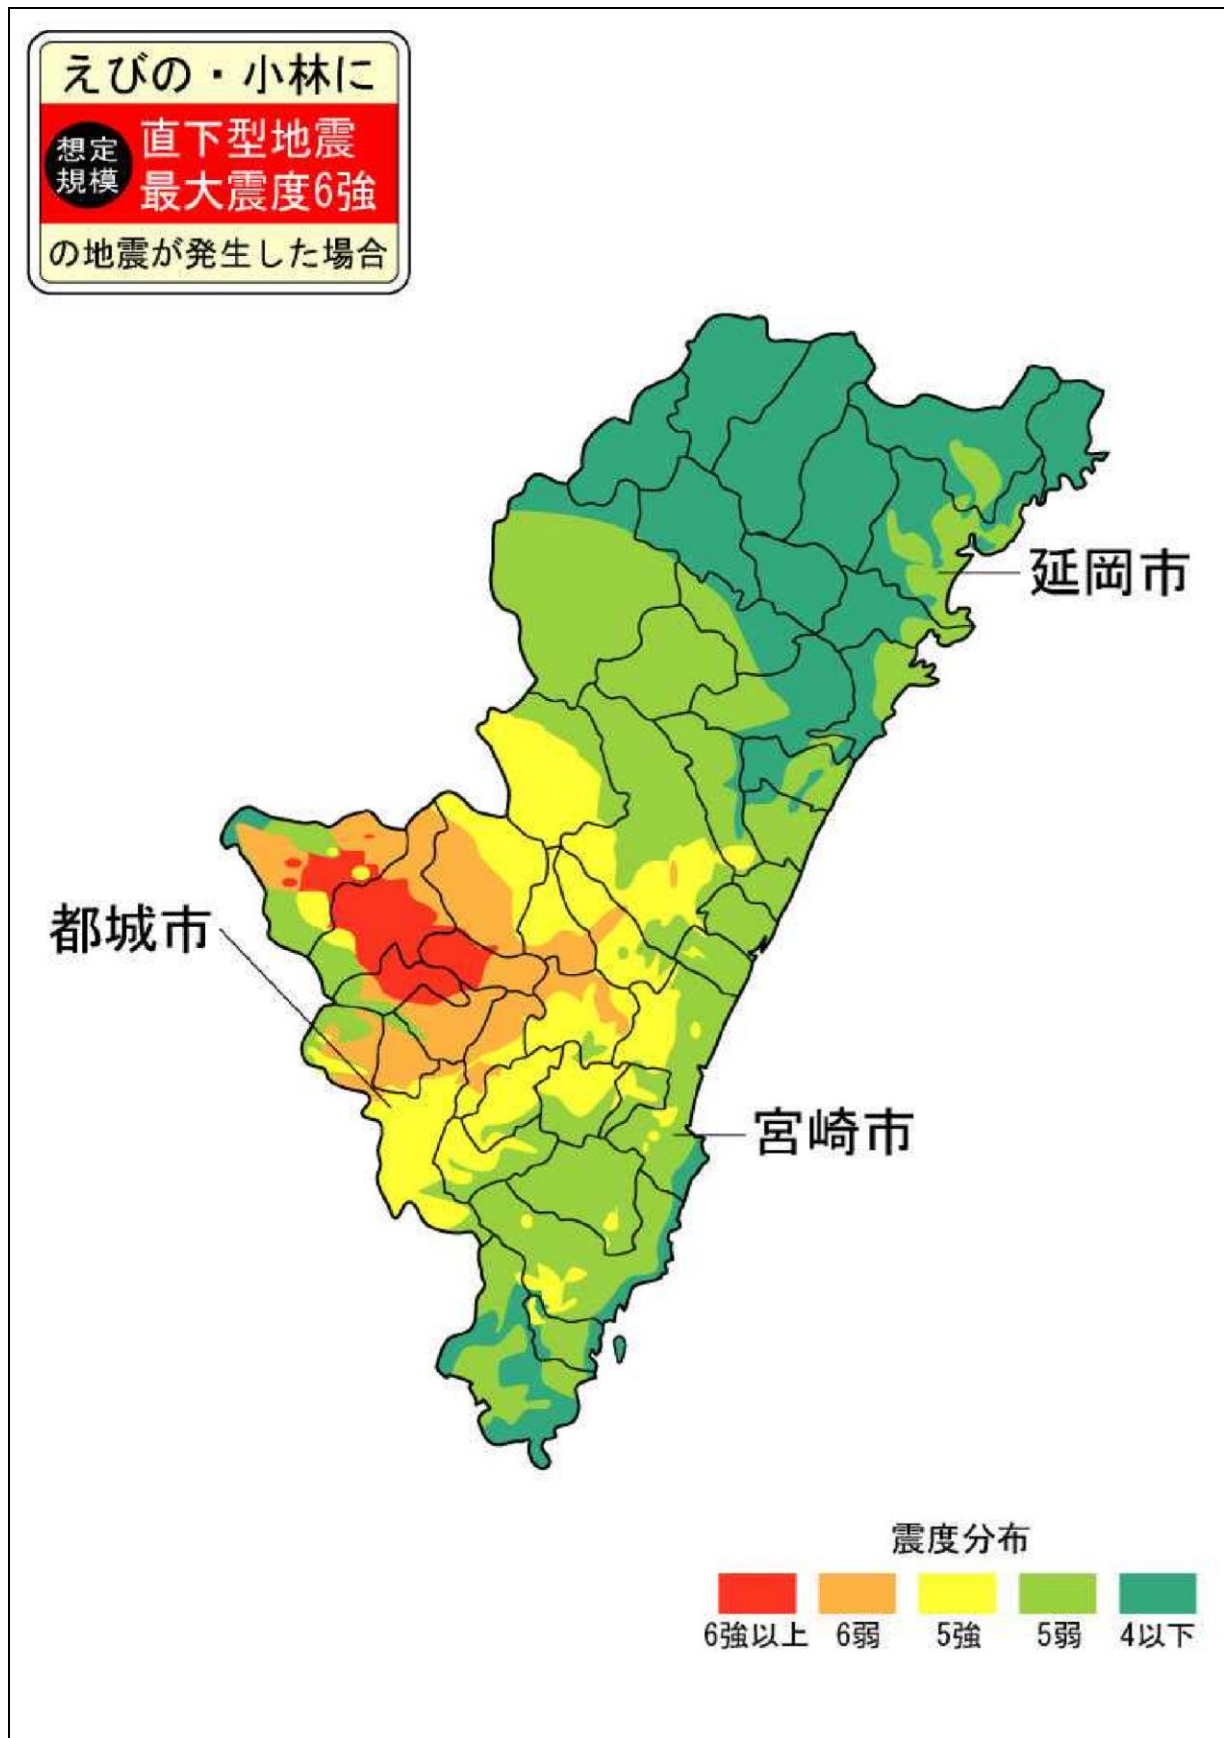 えびの・小林に
想定
規模
直下型地震
最大震度6強
の地震が発生した場合
延岡市
都城市
宮崎市
震度分布
6強以上
6弱
5強
5弱
4以下